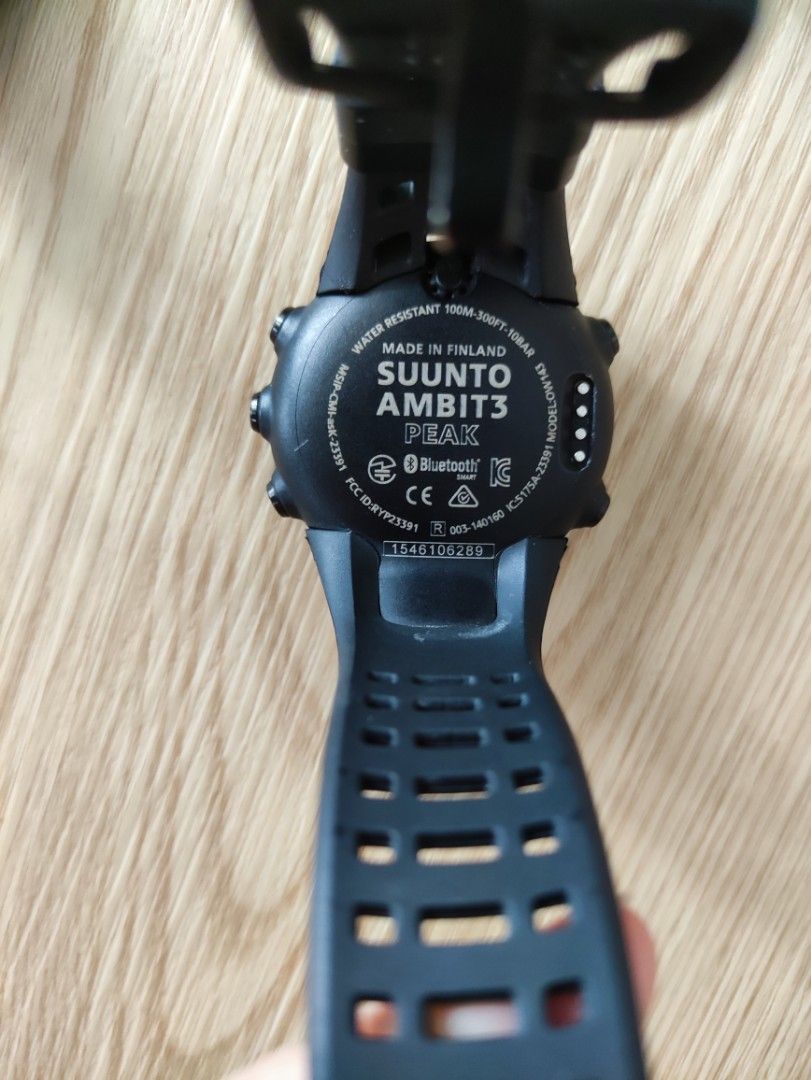 WATER RESISTANT 100M-300FT-10BAR
MADE IN FINLAND
SUUNTO
AMBIT3
PEAK
Bluetooth®
SMART
CE
MSIP-CMI-asK-23391
FCC ID:RYP23391
R 003-140160
IC:5175A-23391
MODEL:OW143
1546106289